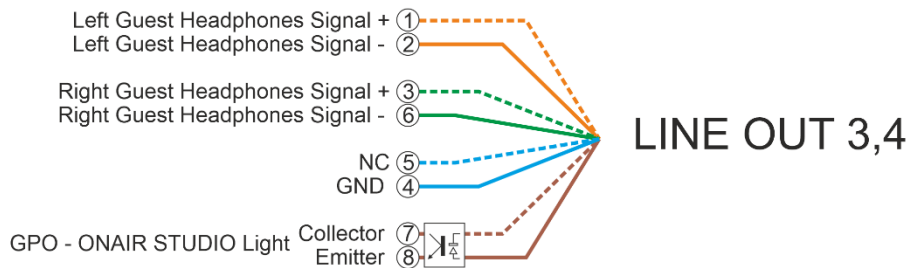 Left Guest Headphones Signal + 1
Left Guest Headphones Signal - 2
Right Guest Headphones Signal + 3
Right Guest Headphones Signal - 6
LINE OUT 3,4
NC 5
GND 4
GPO - ONAIR STUDIO Light Collector 7
Emitter 8